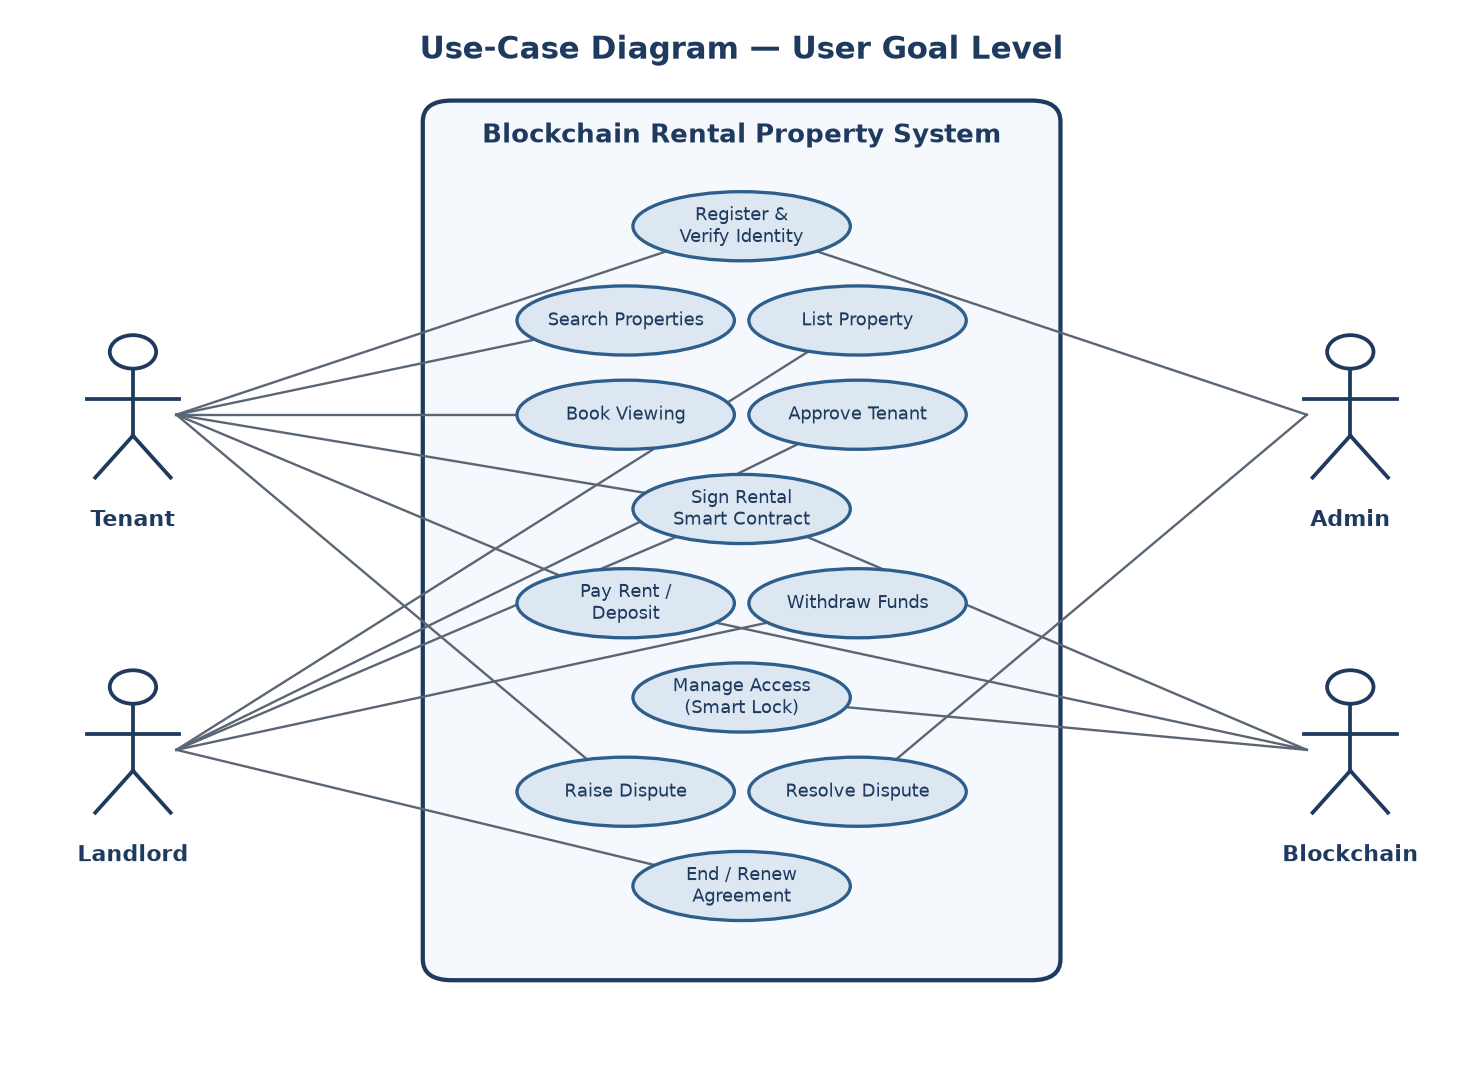 Use-Case Diagram — User Goal Level
Blockchain Rental Property System
Register &
Verify Identity
Search Properties
List Property
Book Viewing
Approve Tenant
Sign Rental
Smart Contract
Pay Rent /
Deposit
Withdraw Funds
Manage Access
(Smart Lock)
Raise Dispute
Resolve Dispute
End / Renew
Agreement
Tenant
Landlord
Admin
Blockchain